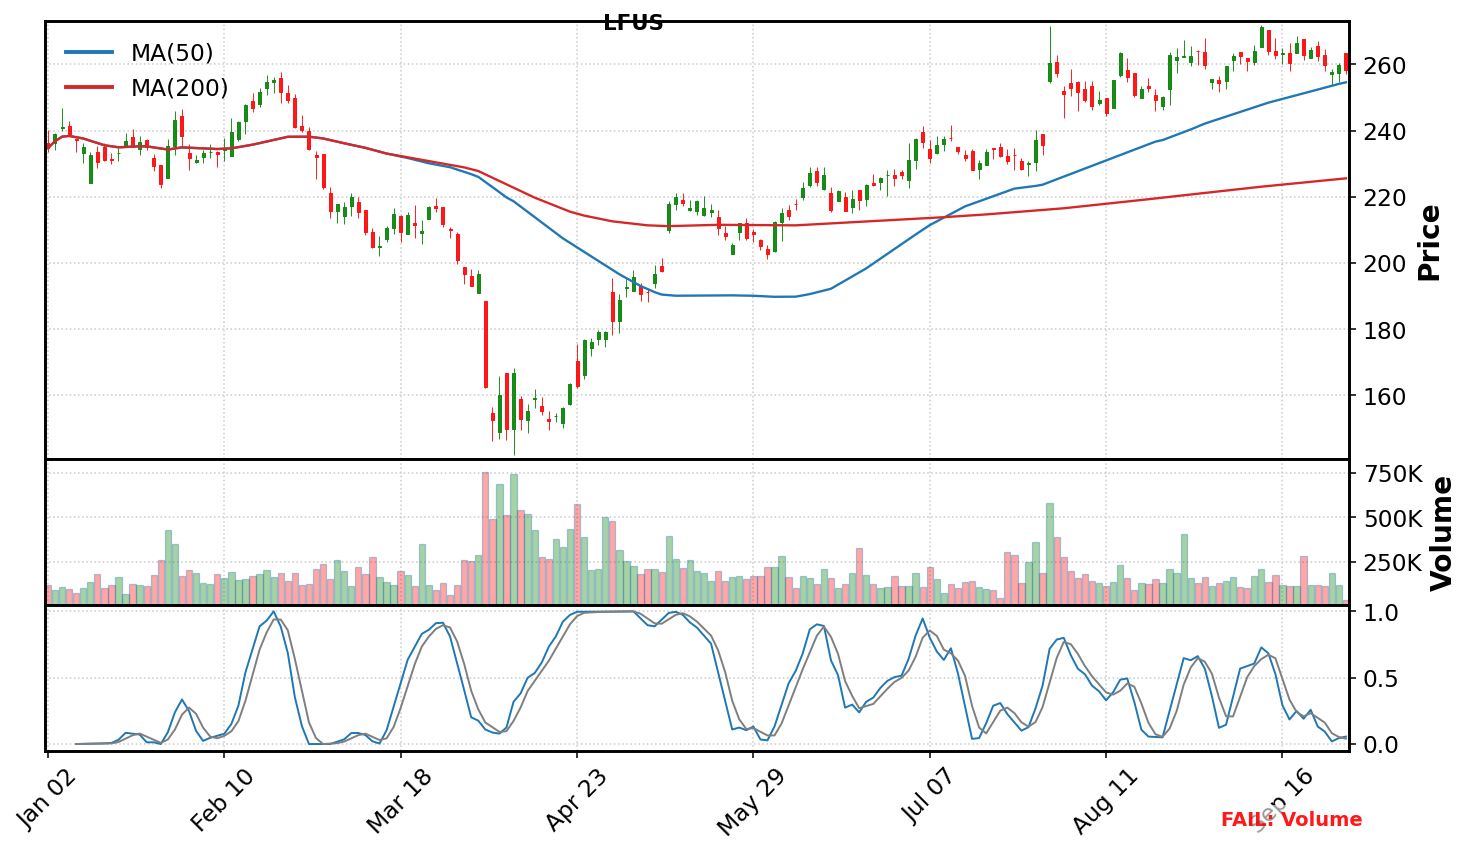 LFUS
MA(50)
MA(200)
260
240
220
200
180
160
Price
750K
500K
250K
Volume
1.0
0.5
0.0
Jan 02
Feb 10
Mar 18
Apr 23
May 29
Jul 07
Aug 11
Sep 16
FAIL: Volume